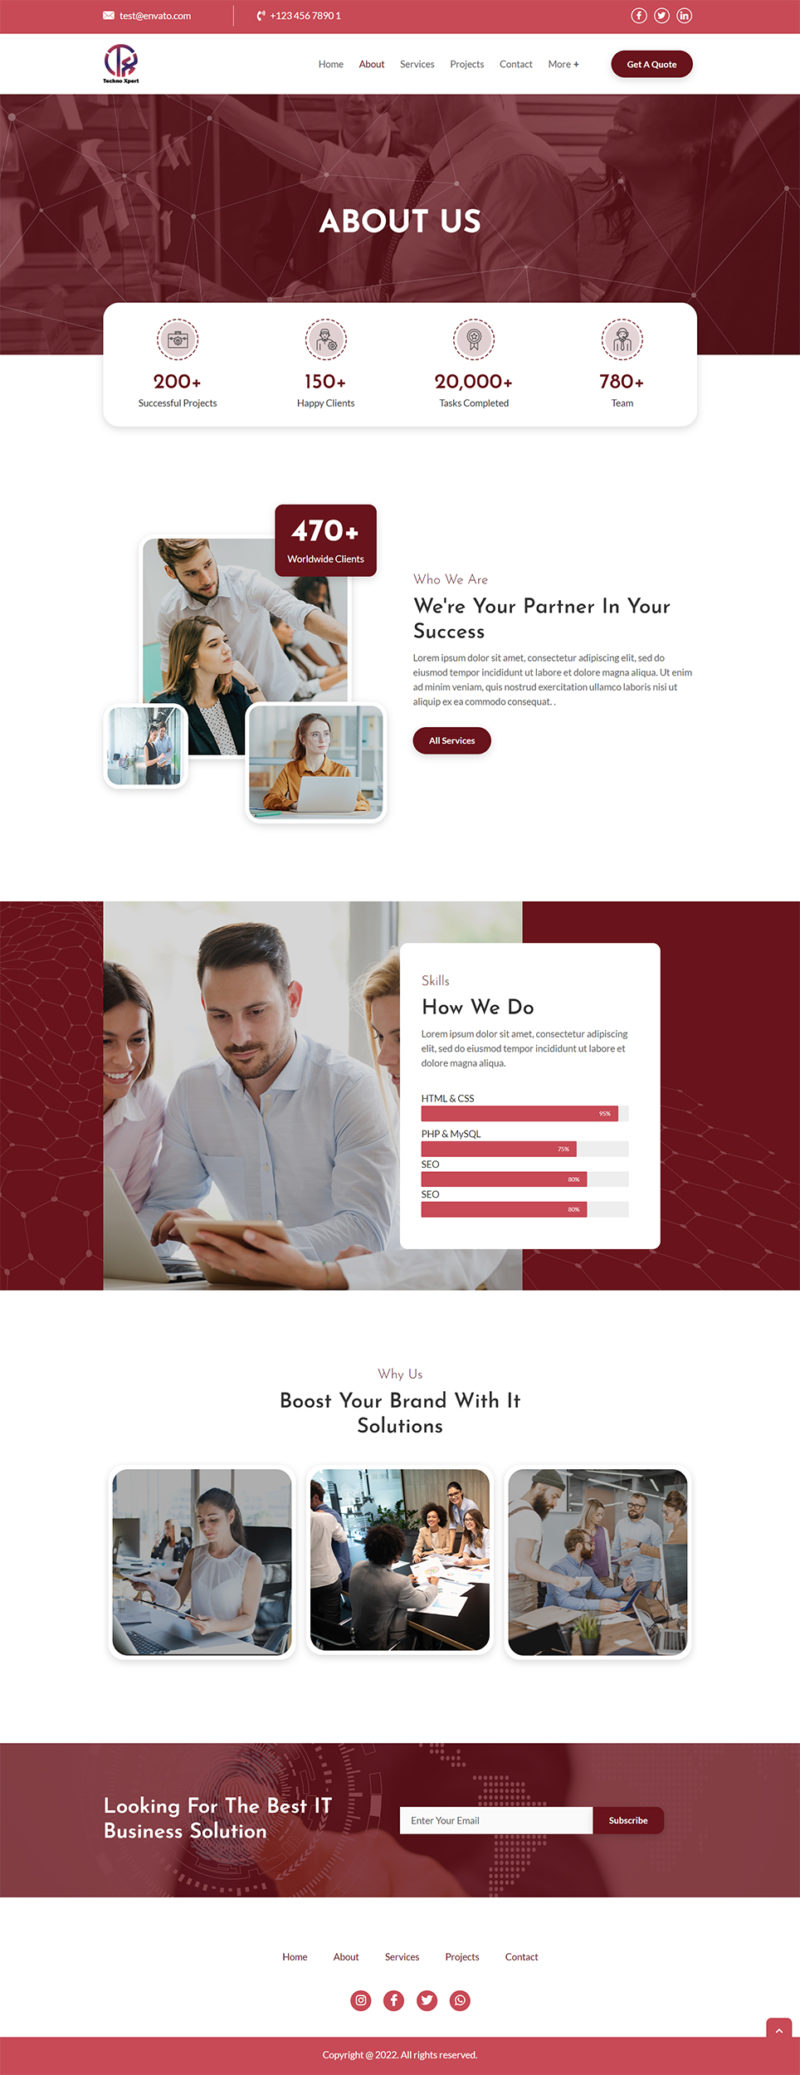 test@envato.com
+123 456 7890 1
Techno Xpert
Home About Services Projects Contact More +
Get A Quote
ABOUT US
200+
Successful Projects
150+
Happy Clients
20,000+
Tasks Completed
780+
Team
470+
Worldwide Clients
Who We Are
We're Your Partner In Your
Success
Lorem ipsum dolor sit amet, consectetur adipiscing elit, sed do
eiusmod tempor incididunt ut labore et dolore magna aliqua. Ut enim
ad minim veniam, quis nostrud exercitation ullamco laboris nisi ut
aliquip ex ea commodo consequat. .
All Services
Skills
How We Do
Lorem ipsum dolor sit amet, consectetur adipiscing
elit, sed do eiusmod tempor incididunt ut labore et
dolore magna aliqua.
HTML & CSS
95%
PHP & MySQL
75%
SEO
80%
SEO
80%
Why Us
Boost Your Brand With It
Solutions
Looking For The Best IT
Business Solution
Enter Your Email
Subscribe
Home About Services Projects Contact
Copyright @ 2022. All rights reserved.